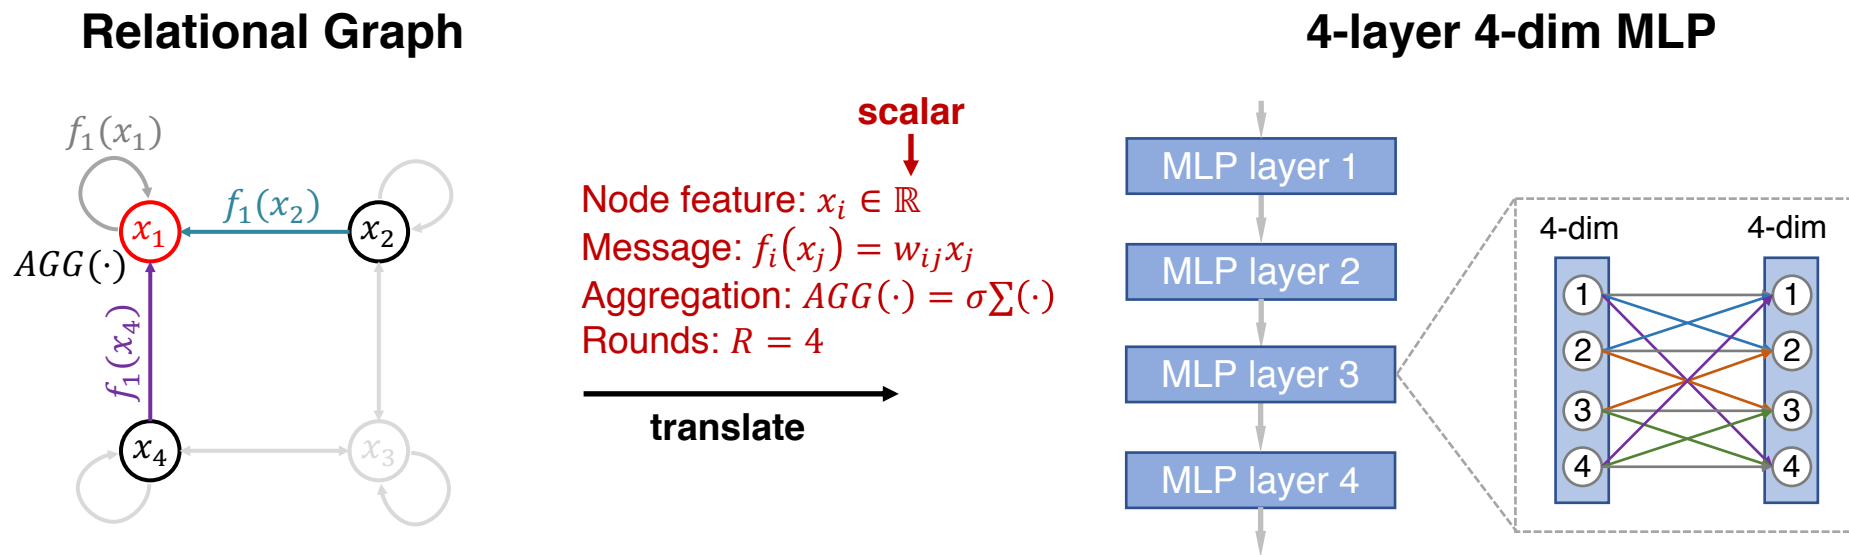 Relational Graph
4-layer 4-dim MLP
f₁(x₁)
x₁
f₁(x₂)
x₂
AGG(·)
f₁(x₄)
x₄
x₃
scalar
Node feature: xᵢ ∈ ℝ
Message: fᵢ(xⱼ) = wᵢⱼxⱼ
Aggregation: AGG(·) = σ∑(·)
Rounds: R = 4
translate
MLP layer 1
MLP layer 2
MLP layer 3
MLP layer 4
4-dim 4-dim
1 1
2 2
3 3
4 4